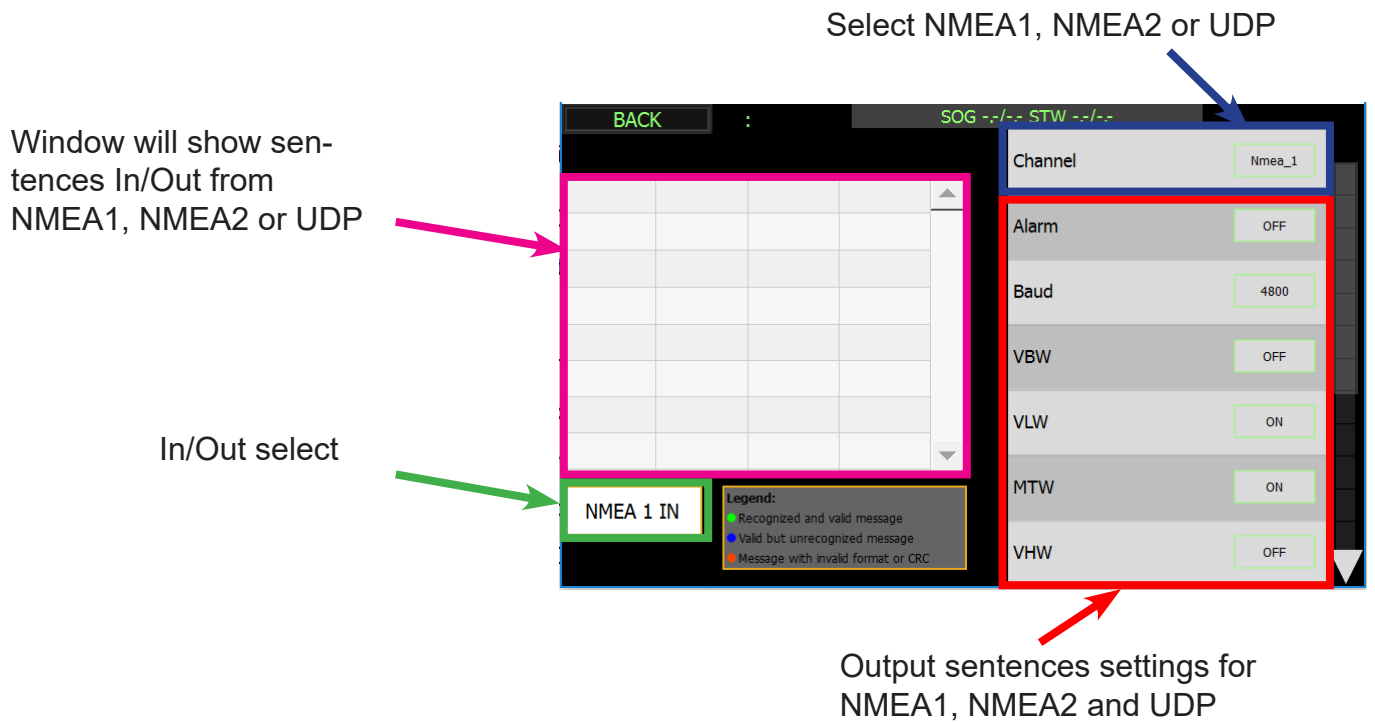 Select NMEA1, NMEA2 or UDP
Window will show sen-
tences In/Out from
NMEA1, NMEA2 or UDP
In/Out select
BACK
:
SOG -.-/-.- STW -.-/-.-
Channel Nmea_1
Alarm OFF
Baud 4800
VBW OFF
VLW ON
MTW ON
VHW OFF
NMEA 1 IN
Legend:
Recognized and valid message
Valid but unrecognized message
Message with invalid format or CRC
Output sentences settings for
NMEA1, NMEA2 and UDP